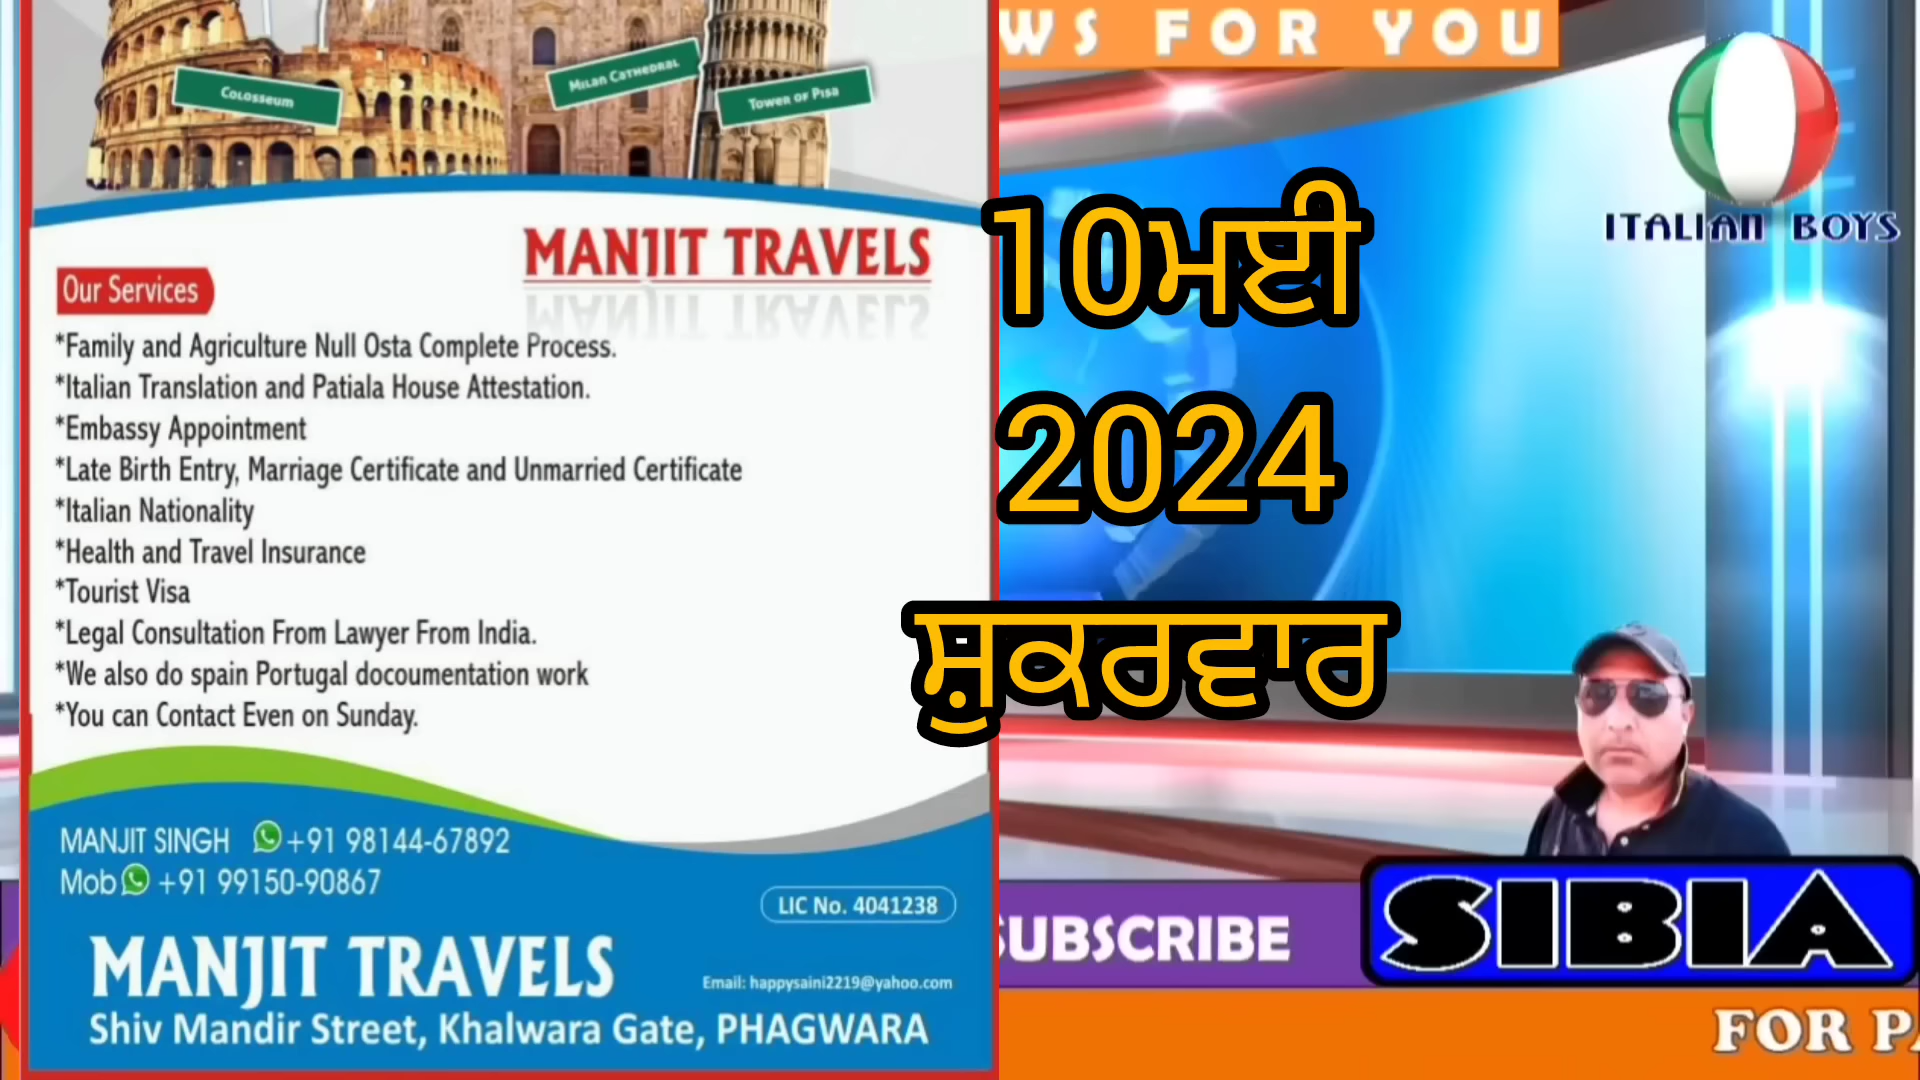 WS FOR YOU
COLOSSEUM
MILAN CATHEDRAL
TOWER OF PISA
ITALIAN BOYS
MANJIT TRAVELS
Our Services
*Family and Agriculture Null Osta Complete Process.
*Italian Translation and Patiala House Attestation.
*Embassy Appointment
*Late Birth Entry, Marriage Certificate and Unmarried Certificate
*Italian Nationality
*Health and Travel Insurance
*Tourist Visa
*Legal Consultation From Lawyer From India.
*We also do spain Portugal docoumentation work
*You can Contact Even on Sunday.
10ਮਈ
2024
ਸ਼ੁਕਰਵਾਰ
MANJIT SINGH +91 98144-67892
Mob +91 99150-90867
LIC No. 4041238
MANJIT TRAVELS
Email: happysaini2219@yahoo.com
Shiv Mandir Street, Khalwara Gate, PHAGWARA
SUBSCRIBE
SIBIA
FOR PA